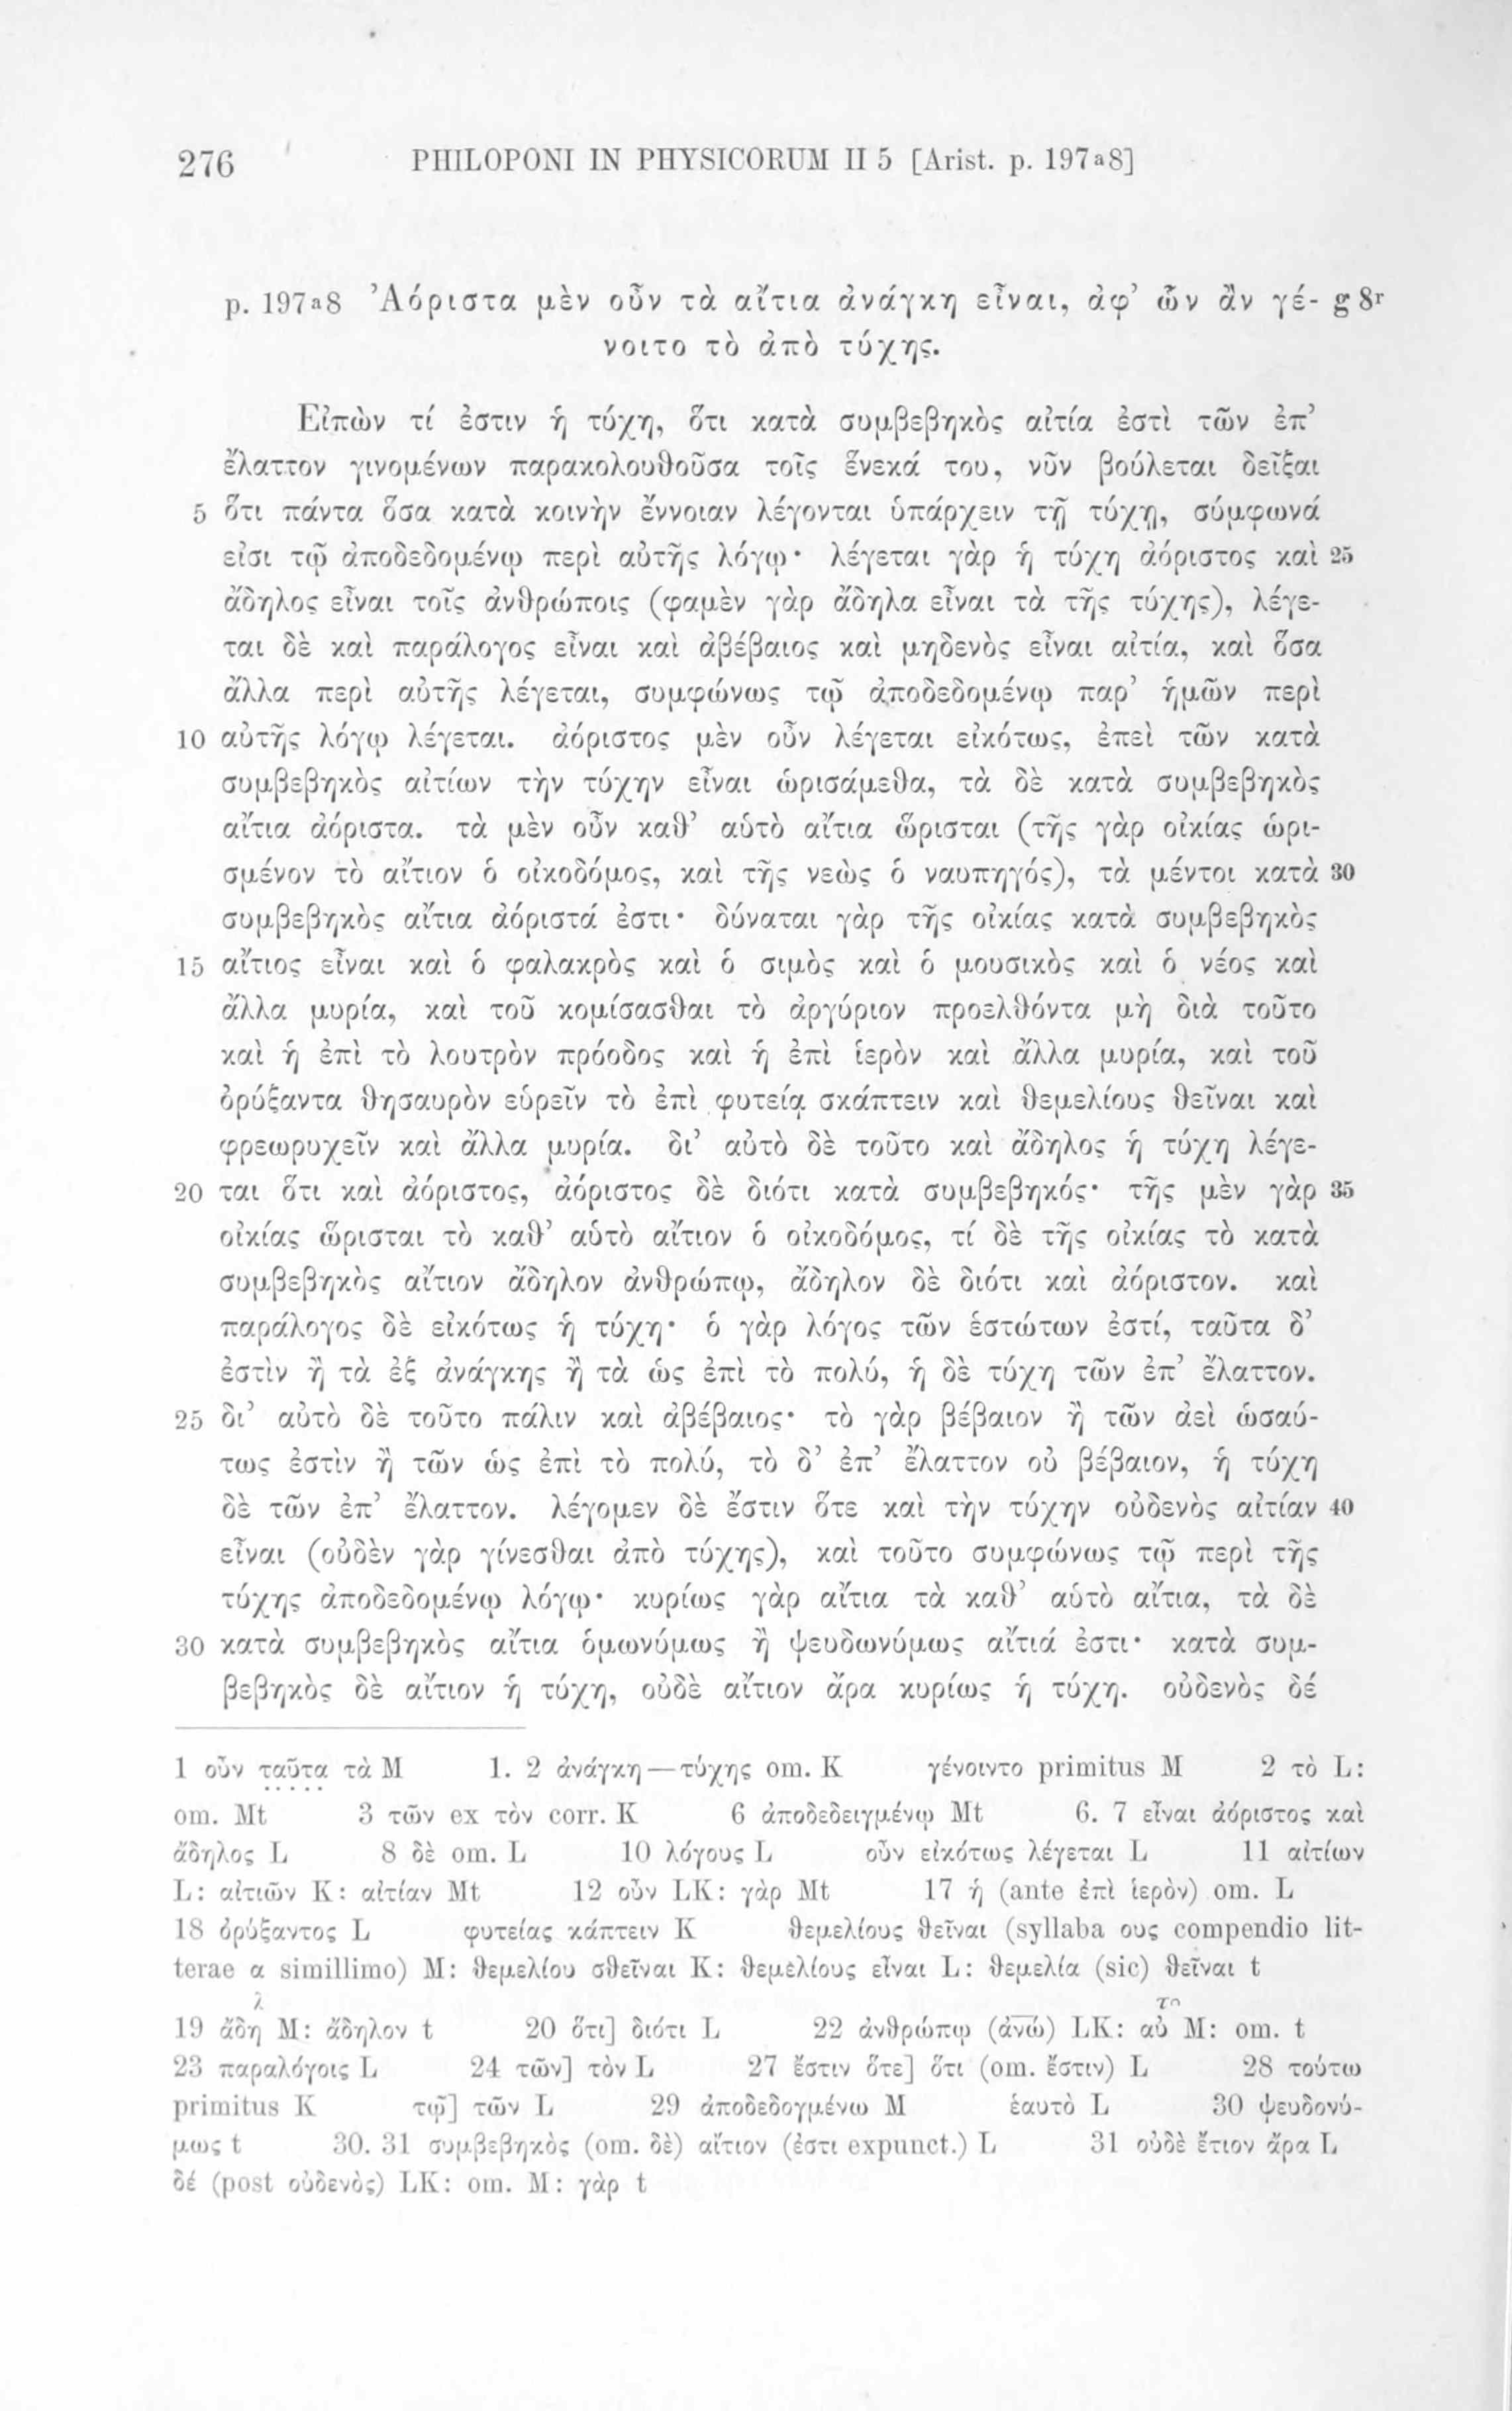 276 PHILOPONI IN PHYSICORUM II 5 [Arist. p. 197a8]
p. 197a8 Ἀόριστα μὲν οὖν τὰ αἴτια ἀνάγκη εἶναι, ἀφ’ ὧν ἂν γέ- g 8r
νοιτο τὸ ἀπὸ τύχης.
Εἰπὼν τί ἐστιν ἡ τύχη, ὅτι κατὰ συμβεβηκὸς αἰτία ἐστὶ τῶν ἐπ’
ἔλαττον γινομένων παρακολουθοῦσα τοῖς ἕνεκά του, νῦν βούλεται δεῖξαι
5 ὅτι πάντα ὅσα κατὰ κοινὴν ἔννοιαν λέγονται ὑπάρχειν τῇ τύχῃ, σύμφωνά
εἰσι τῷ ἀποδεδομένῳ περὶ αὐτῆς λόγῳ· λέγεται γὰρ ἡ τύχη ἀόριστος καὶ 25
ἄδηλος εἶναι τοῖς ἀνθρώποις (φαμὲν γὰρ ἄδηλα εἶναι τὰ τῆς τύχης), λέγε-
ται δὲ καὶ παράλογος εἶναι καὶ ἀβέβαιος καὶ μηδενὸς εἶναι αἰτία, καὶ ὅσα
ἄλλα περὶ αὐτῆς λέγεται, συμφώνως τῷ ἀποδεδομένῳ παρ’ ἡμῶν περὶ
10 αὐτῆς λόγῳ λέγεται. ἀόριστος μὲν οὖν λέγεται εἰκότως, ἐπεὶ τῶν κατὰ
συμβεβηκὸς αἰτίων τὴν τύχην εἶναι ὡρισάμεθα, τὰ δὲ κατὰ συμβεβηκὸς
αἴτια ἀόριστα. τὰ μὲν οὖν καθ’ αὑτὸ αἴτια ὥρισται (τῆς γὰρ οἰκίας ὡρι-
σμένον τὸ αἴτιον ὁ οἰκοδόμος, καὶ τῆς νεὼς ὁ ναυπηγός), τὰ μέντοι κατὰ 30
συμβεβηκὸς αἴτια ἀόριστά ἐστι· δύναται γὰρ τῆς οἰκίας κατὰ συμβεβηκὸς
15 αἴτιος εἶναι καὶ ὁ φαλακρὸς καὶ ὁ σιμὸς καὶ ὁ μουσικὸς καὶ ὁ νέος καὶ
ἄλλα μυρία, καὶ τοῦ κομίσασθαι τὸ ἀργύριον προελθόντα μὴ διὰ τοῦτο
καὶ ἡ ἐπὶ τὸ λουτρὸν πρόοδος καὶ ἡ ἐπὶ ἱερὸν καὶ ἄλλα μυρία, καὶ τοῦ
ὀρύξαντα θησαυρὸν εὑρεῖν τὸ ἐπὶ φυτείᾳ σκάπτειν καὶ θεμελίους θεῖναι καὶ
φρεωρυχεῖν καὶ ἄλλα μυρία. δι’ αὐτὸ δὲ τοῦτο καὶ ἄδηλος ἡ τύχη λέγε-
20 ται ὅτι καὶ ἀόριστος, ἀόριστος δὲ διότι κατὰ συμβεβηκός· τῆς μὲν γὰρ 35
οἰκίας ὥρισται τὸ καθ’ αὑτὸ αἴτιον ὁ οἰκοδόμος, τί δὲ τῆς οἰκίας τὸ κατὰ
συμβεβηκὸς αἴτιον ἄδηλον ἀνθρώπῳ, ἄδηλον δὲ διότι καὶ ἀόριστον. καὶ
παράλογος δὲ εἰκότως ἡ τύχη· ὁ γὰρ λόγος τῶν ἑστώτων ἐστί, ταῦτα δ’
ἐστὶν ἢ τὰ ἐξ ἀνάγκης ἢ τὰ ὡς ἐπὶ τὸ πολύ, ἡ δὲ τύχη τῶν ἐπ’ ἔλαττον.
25 δι’ αὐτὸ δὲ τοῦτο πάλιν καὶ ἀβέβαιος· τὸ γὰρ βέβαιον ἢ τῶν ἀεὶ ὡσαύ-
τως ἐστὶν ἢ τῶν ὡς ἐπὶ τὸ πολύ, τὸ δ’ ἐπ’ ἔλαττον οὐ βέβαιον, ἡ τύχη
δὲ τῶν ἐπ’ ἔλαττον. λέγομεν δὲ ἔστιν ὅτε καὶ τὴν τύχην οὐδενὸς αἰτίαν 40
εἶναι (οὐδὲν γὰρ γίνεσθαι ἀπὸ τύχης), καὶ τοῦτο συμφώνως τῷ περὶ τῆς
τύχης ἀποδεδομένῳ λόγῳ· κυρίως γὰρ αἴτια τὰ καθ’ αὑτὸ αἴτια, τὰ δὲ
30 κατὰ συμβεβηκὸς αἴτια ὁμωνύμως ἢ ψευδωνύμως αἴτιά ἐστι· κατὰ συμ-
βεβηκὸς δὲ αἴτιον ἡ τύχη, οὐδὲ αἴτιον ἄρα κυρίως ἡ τύχη. οὐδενὸς δέ
1 οὖν ταῦτα τὰ M 1. 2 ἀνάγκη—τύχης om. K γένοιντο primitus M 2 τὸ L:
om. Mt 3 τῶν ex τὸν corr. K 6 ἀποδεδειγμένῳ Mt 6. 7 εἶναι ἀόριστος καὶ
ἄδηλος L 8 δὲ om. L 10 λόγους L οὖν εἰκότως λέγεται L 11 αἰτίων
L: αἰτιῶν K: αἰτίαν Mt 12 οὖν LK: γὰρ Mt 17 ἡ (ante ἐπὶ ἱερὸν) om. L
18 ὀρύξαντος L φυτείας κάπτειν K θεμελίους θεῖναι (syllaba ους compendio lit-
terae α simillimo) M: θεμελίου σθεῖναι K: θεμελίους εἶναι L: θεμελία (sic) θεῖναι t
19 ἄδηλ M: ἄδηλον t 20 ὅτι] διότι L 22 ἀνθρώπῳ (ἀνώ) LK: αὐτὸ M: om. t
23 παραλόγοις L 24 τῶν] τὸν L 27 ἔστιν ὅτε] ὅτι (om. ἔστιν) L 28 τούτω
primitus K τῷ] τῶν L 29 ἀποδεδογμένω M ἑαυτὸ L 30 ψευδονύ-
μως t 30. 31 συμβεβηκὸς (om. δὲ) αἴτιον (ἐστι expunct.) L 31 οὐδὲ ἔτιον ἄρα L
δέ (post οὐδενὸς) LK: om. M: γὰρ t